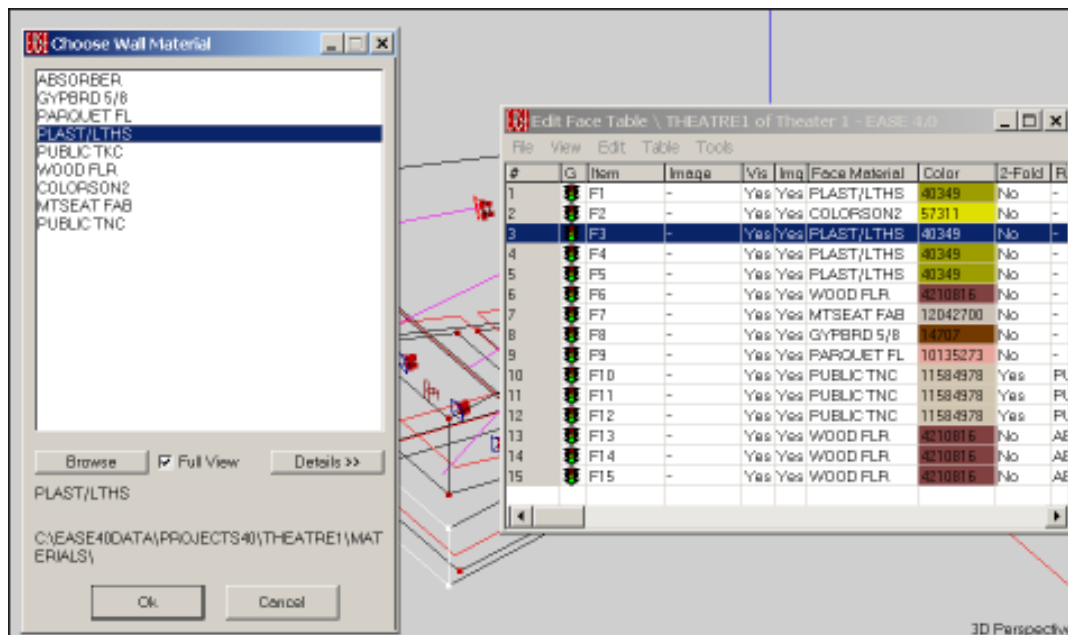 Choose Wall Material
ABSORBER
GYPBRD 5/8
PARQUET FL
PLAST/LTHS
PUBLIC TKC
WOOD FLR
COLORSON2
MTSEAT FAB
PUBLIC TNC
Browse Full View Details >>
PLAST/LTHS
C:\EASE40DATA\PROJECTS40\THEATRE1\MAT
ERIALS\
Ok Cancel
Edit Face Table \ THEATRE1 of Theater 1 - EASE 4.0
File View Edit Table Tools
# G Item Image Vis Img Face Material Color 2-Fold R
1 F1 - Yes Yes PLAST/LTHS 40349 No -
2 F2 - Yes Yes COLORSON2 57311 No -
3 F3 - Yes Yes PLAST/LTHS 40349 No -
4 F4 - Yes Yes PLAST/LTHS 40349 No -
5 F5 - Yes Yes PLAST/LTHS 40349 No -
6 F6 - Yes Yes WOOD FLR 4210816 No -
7 F7 - Yes Yes MTSEAT FAB 12042700 No -
8 F8 - Yes Yes GYPBRD 5/8 14707 No -
9 F9 - Yes Yes PARQUET FL 10135273 No -
10 F10 - Yes Yes PUBLIC TNC 11584978 Yes PU
11 F11 - Yes Yes PUBLIC TNC 11584978 Yes PU
12 F12 - Yes Yes PUBLIC TNC 11584978 Yes PU
13 F13 - Yes Yes WOOD FLR 4210816 No AB
14 F14 - Yes Yes WOOD FLR 4210816 No AB
15 F15 - Yes Yes WOOD FLR 4210816 No AB
3D Perspective